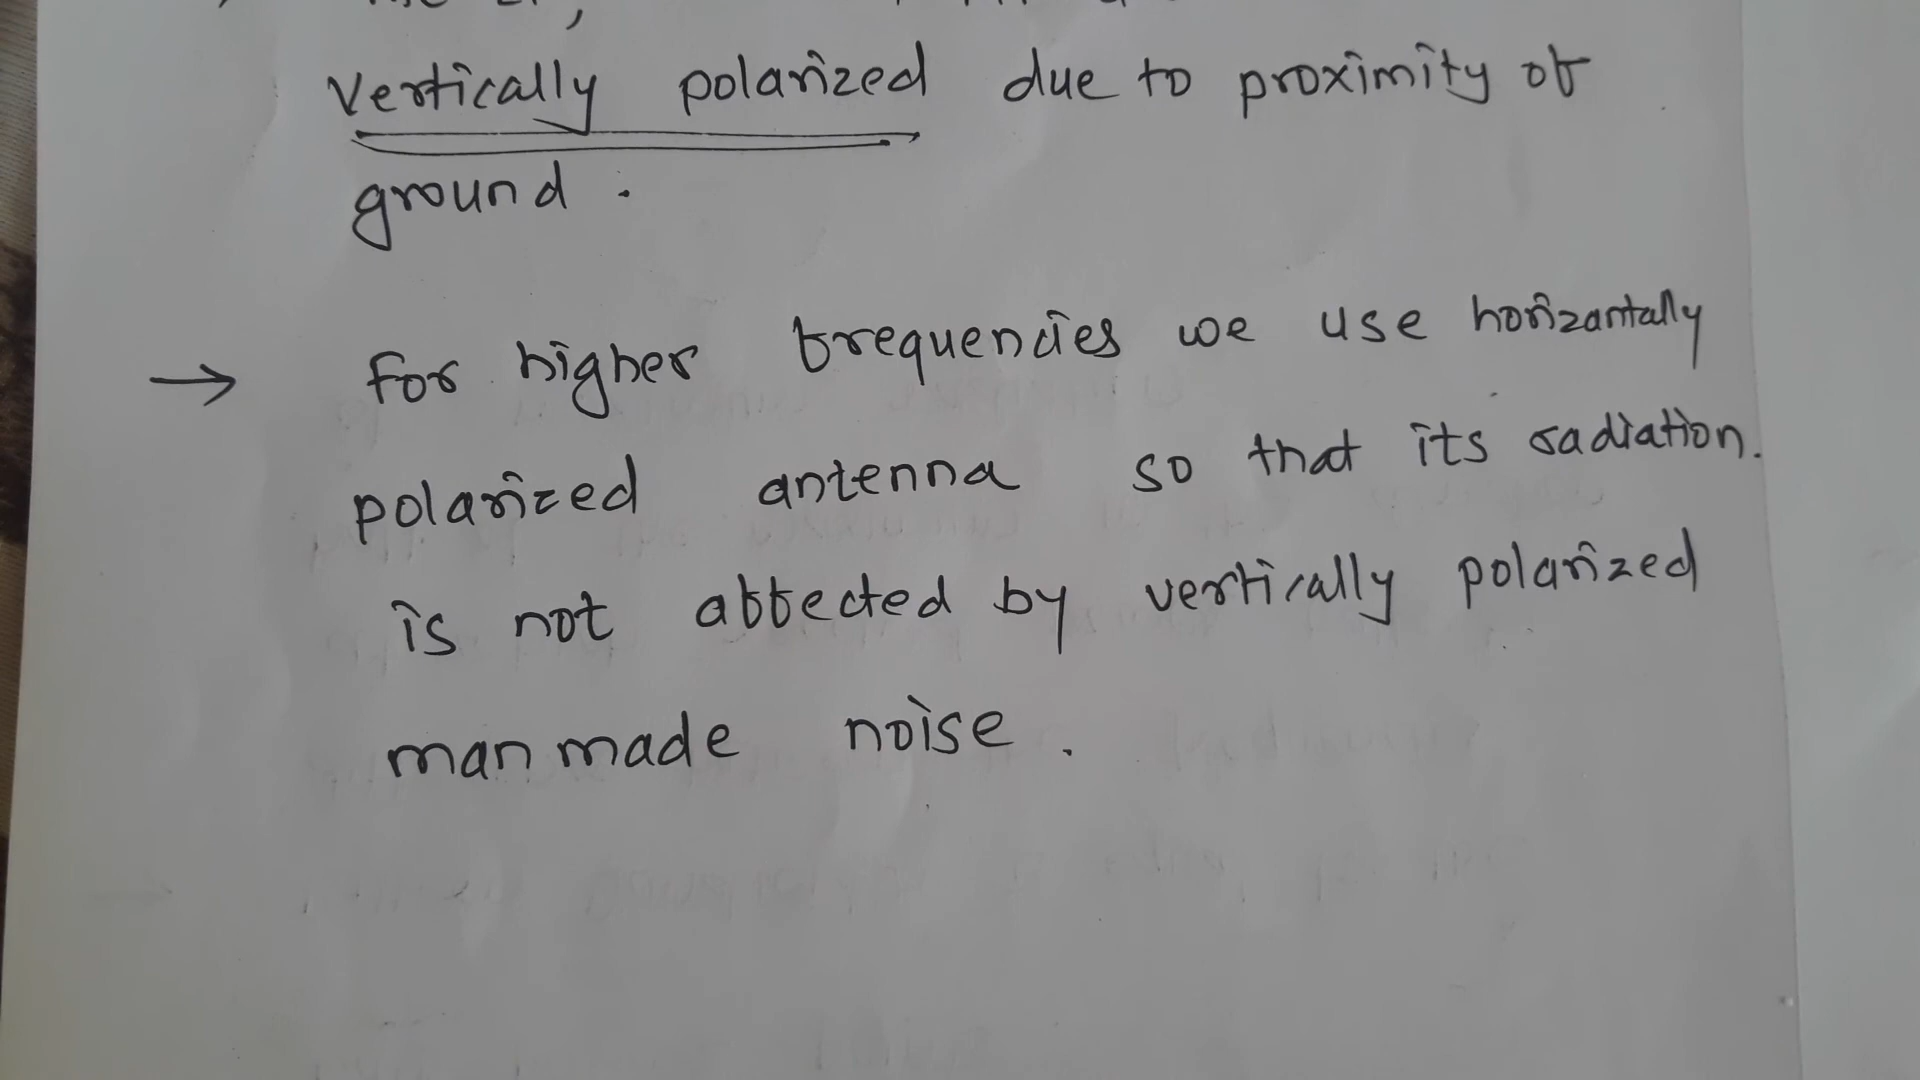 Vertically polarized due to proximity of
ground.
→ For higher frequencies we use horizantally
polarized antenna so that its radiation.
is not affected by vertically polarized
man made noise.